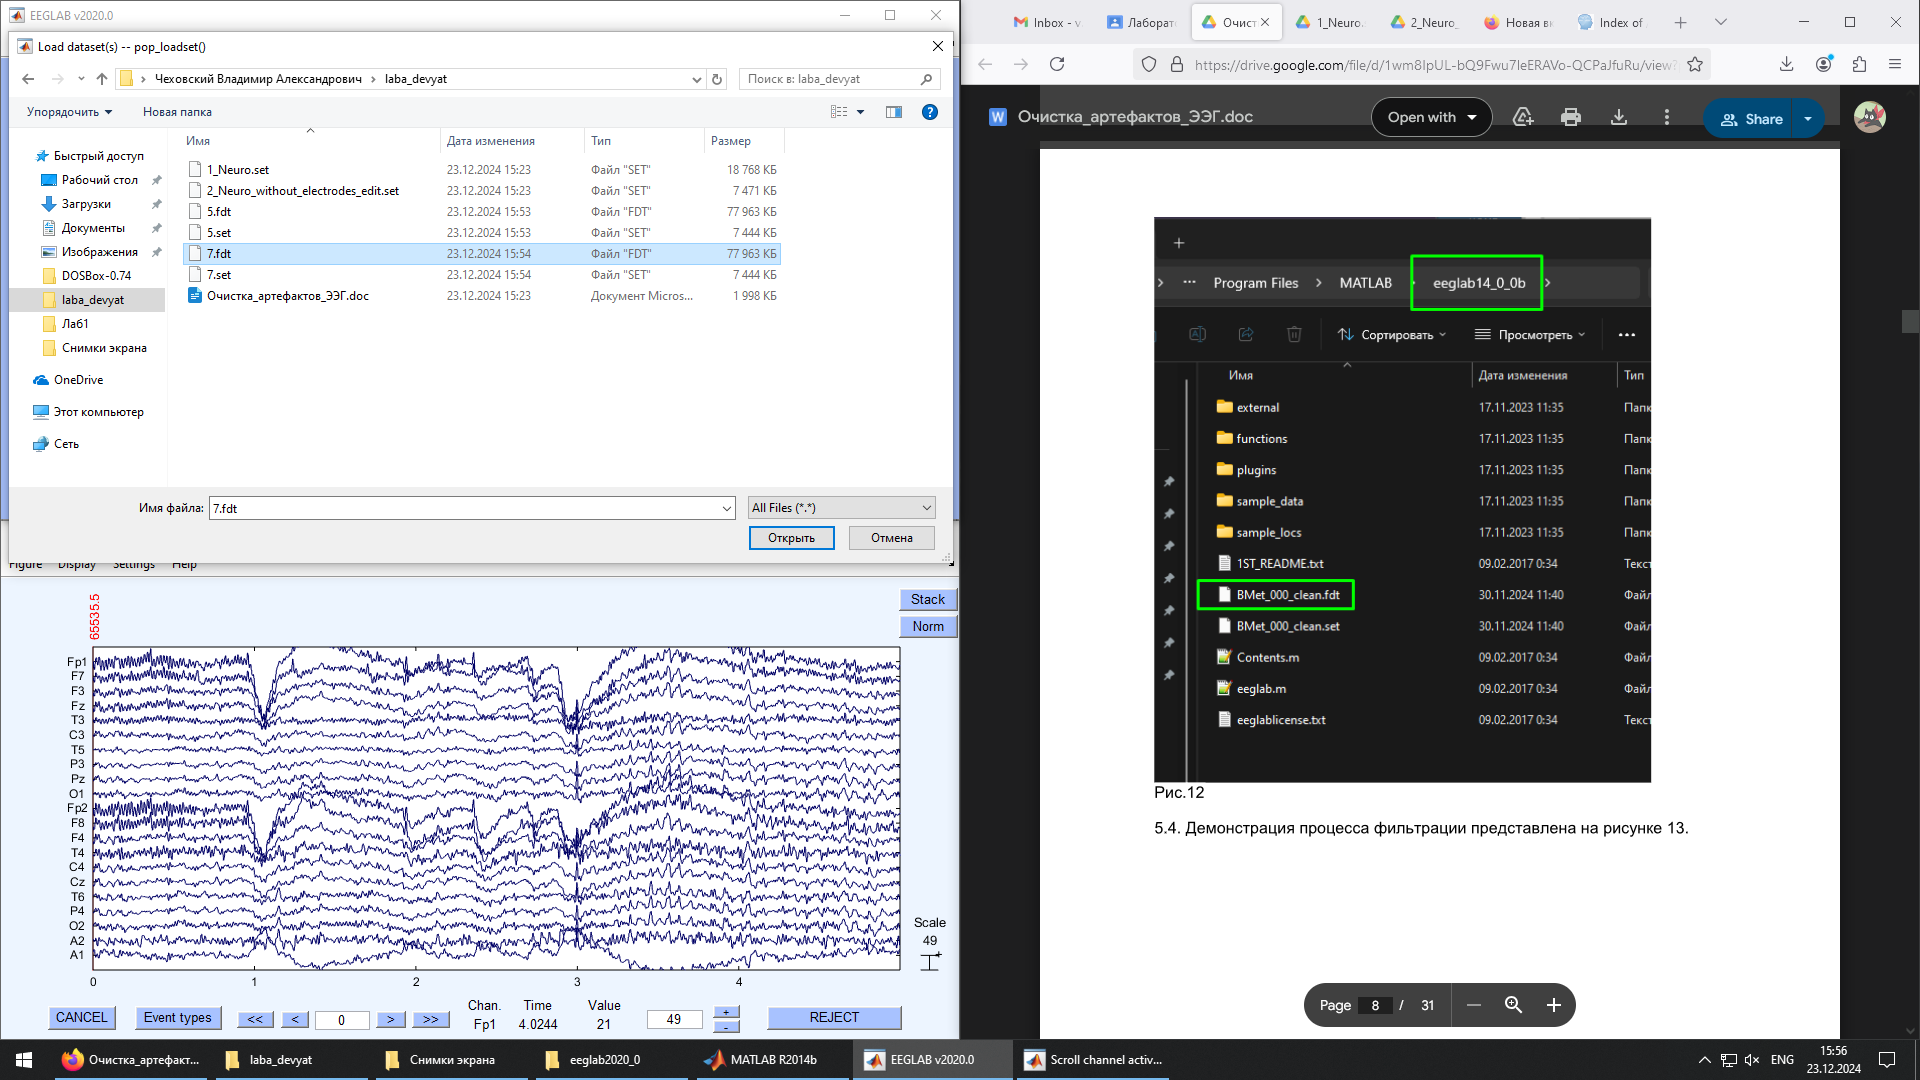 EEGLAB v2020.0
Load dataset(s) -- pop_loadset()
Чеховский Владимир Александрович
laba_devyat
Поиск в: laba_devyat
Упорядочить
Новая папка
Имя
Дата изменения
Тип
Размер
Быстрый доступ
Рабочий стол
Загрузки
Документы
Изображения
DOSBox-0.74
laba_devyat
Лаб1
Снимки экрана
OneDrive
Этот компьютер
Сеть
1_Neuro.set 23.12.2024 15:23 Файл "SET" 18 768 КБ
2_Neuro_without_electrodes_edit.set 23.12.2024 15:23 Файл "SET" 7 471 КБ
5.fdt 23.12.2024 15:53 Файл "FDT" 77 963 КБ
5.set 23.12.2024 15:53 Файл "SET" 7 444 КБ
7.fdt 23.12.2024 15:54 Файл "FDT" 77 963 КБ
7.set 23.12.2024 15:54 Файл "SET" 7 444 КБ
Очистка_артефактов_ЭЭГ.doc 23.12.2024 15:23 Документ Micros... 1 998 КБ
Имя файла: 7.fdt
All Files (*.*)
Открыть
Отмена
Figure Display Settings Help
65535.5
Stack
Norm
Fp1
F7
F3
Fz
T3
C3
T5
P3
Pz
O1
Fp2
F8
F4
T4
C4
Cz
T6
P4
O2
A2
A1
0 1 2 3 4
Scale
49
CANCEL
Event types
<<
<
0
>
>>
Chan. Time Value
Fp1 4.0244 21
49
+
-
REJECT
Inbox - v
Лаборат
Очист
1_Neuro.
2_Neuro_
Новая вк
Index of
https://drive.google.com/file/d/1wm8IpUL-bQ9Fwu7IeERAVo-QCPaJfuRu/view?
W
Очистка_артефактов_ЭЭГ.doc
Open with
Share
Program Files
MATLAB
eeglab14_0_0b
Сортировать
Просмотреть
Имя Дата изменения Тип
external 17.11.2023 11:35 Папк
functions 17.11.2023 11:35 Папк
plugins 17.11.2023 11:35 Папк
sample_data 17.11.2023 11:35 Папк
sample_locs 17.11.2023 11:35 Папк
1ST_README.txt 09.02.2017 0:34 Текст
BMet_000_clean.fdt 30.11.2024 11:40 Файл
BMet_000_clean.set 30.11.2024 11:40 Файл
Contents.m 09.02.2017 0:34 Файл
eeglab.m 09.02.2017 0:34 Файл
eeglablicense.txt 09.02.2017 0:34 Текст
Рис.12
5.4. Демонстрация процесса фильтрации представлена на рисунке 13.
Page 8 / 31
Очистка_артефакт...
laba_devyat
Снимки экрана
eeglab2020_0
MATLAB R2014b
EEGLAB v2020.0
Scroll channel activ...
ENG
15:56
23.12.2024